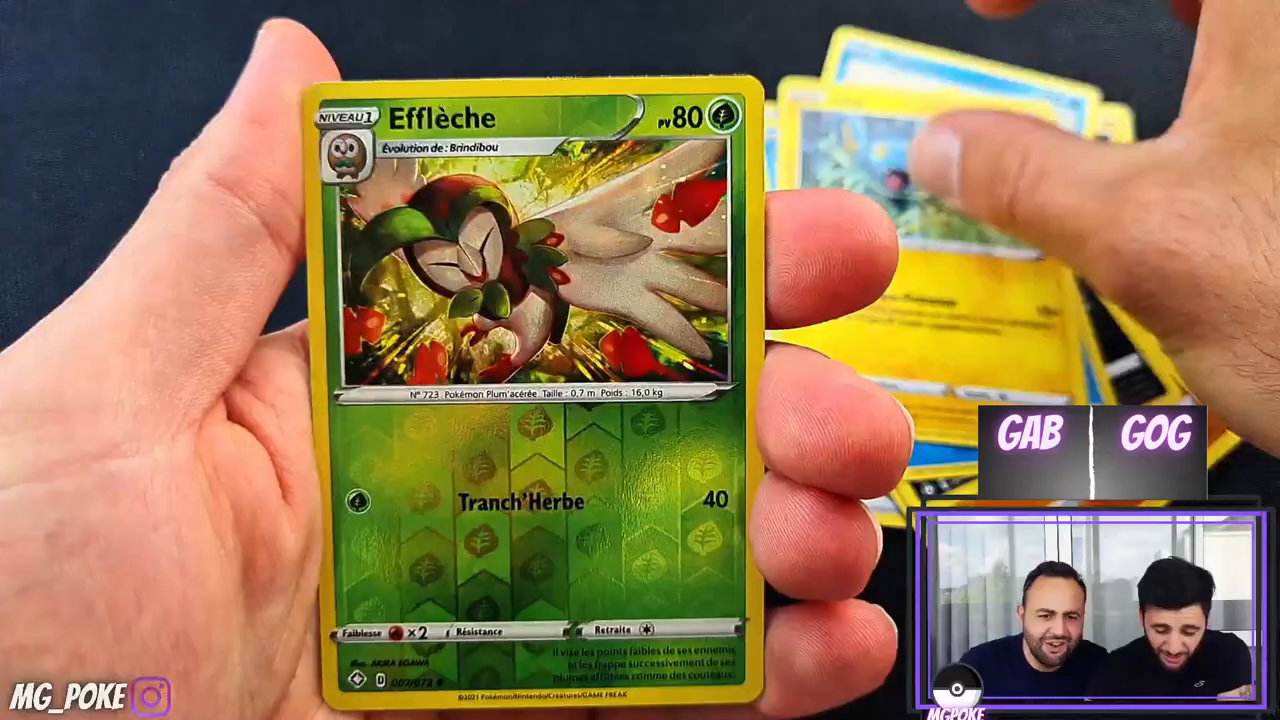 NIVEAU 1
Efflèche
PV 80
Évolution de : Brindibou
N° 723 Pokémon Plum'acérée Taille : 0,7 m Poids : 16,0 kg
Tranch'Herbe 40
Faiblesse ×2 Résistance Retraite
Il vise les points faibles de ses ennemis
et les frappe successivement de ses
plumes affûtées comme des couteaux.
Illus. AKIRA EGAWA
D 007/072
©2021 Pokémon/Nintendo/Creatures/GAME FREAK
GAB GOG
MG_POKE
MGPOKE